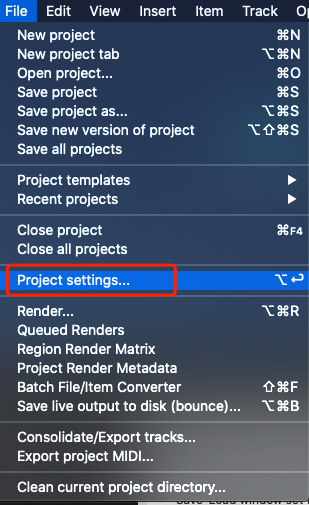 File Edit View Insert Item Track
New project ⌘N
New project tab ⌥⌘N
Open project... ⌘O
Save project ⌘S
Save project as... ⌥⌘S
Save new version of project ⌥⇧⌘S
Save all projects
Project templates ▶
Recent projects ▶
Close project ⌘F4
Close all projects
Project settings... ⌥↩
Render... ⌥⌘R
Queued Renders
Region Render Matrix
Project Render Metadata
Batch File/Item Converter ⇧⌘F
Save live output to disk (bounce)... ⌥⌘B
Consolidate/Export tracks...
Export project MIDI...
Clean current project directory...